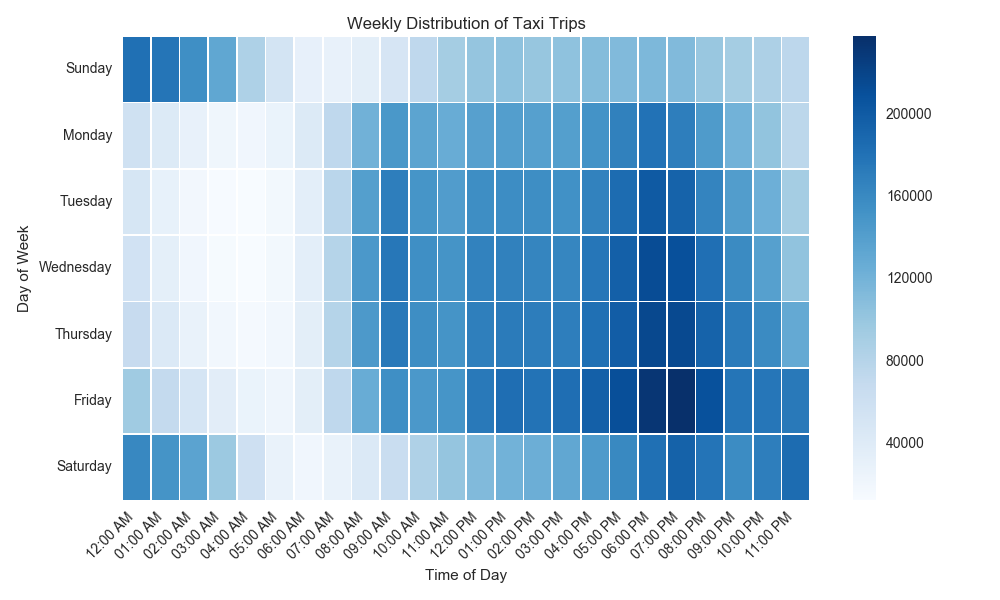 Weekly Distribution of Taxi Trips
Day of Week
Sunday
Monday
Tuesday
Wednesday
Thursday
Friday
Saturday
200000
160000
120000
80000
40000
12:00 AM
01:00 AM
02:00 AM
03:00 AM
04:00 AM
05:00 AM
06:00 AM
07:00 AM
08:00 AM
09:00 AM
10:00 AM
11:00 AM
12:00 PM
01:00 PM
02:00 PM
03:00 PM
04:00 PM
05:00 PM
06:00 PM
07:00 PM
08:00 PM
09:00 PM
10:00 PM
11:00 PM
Time of Day